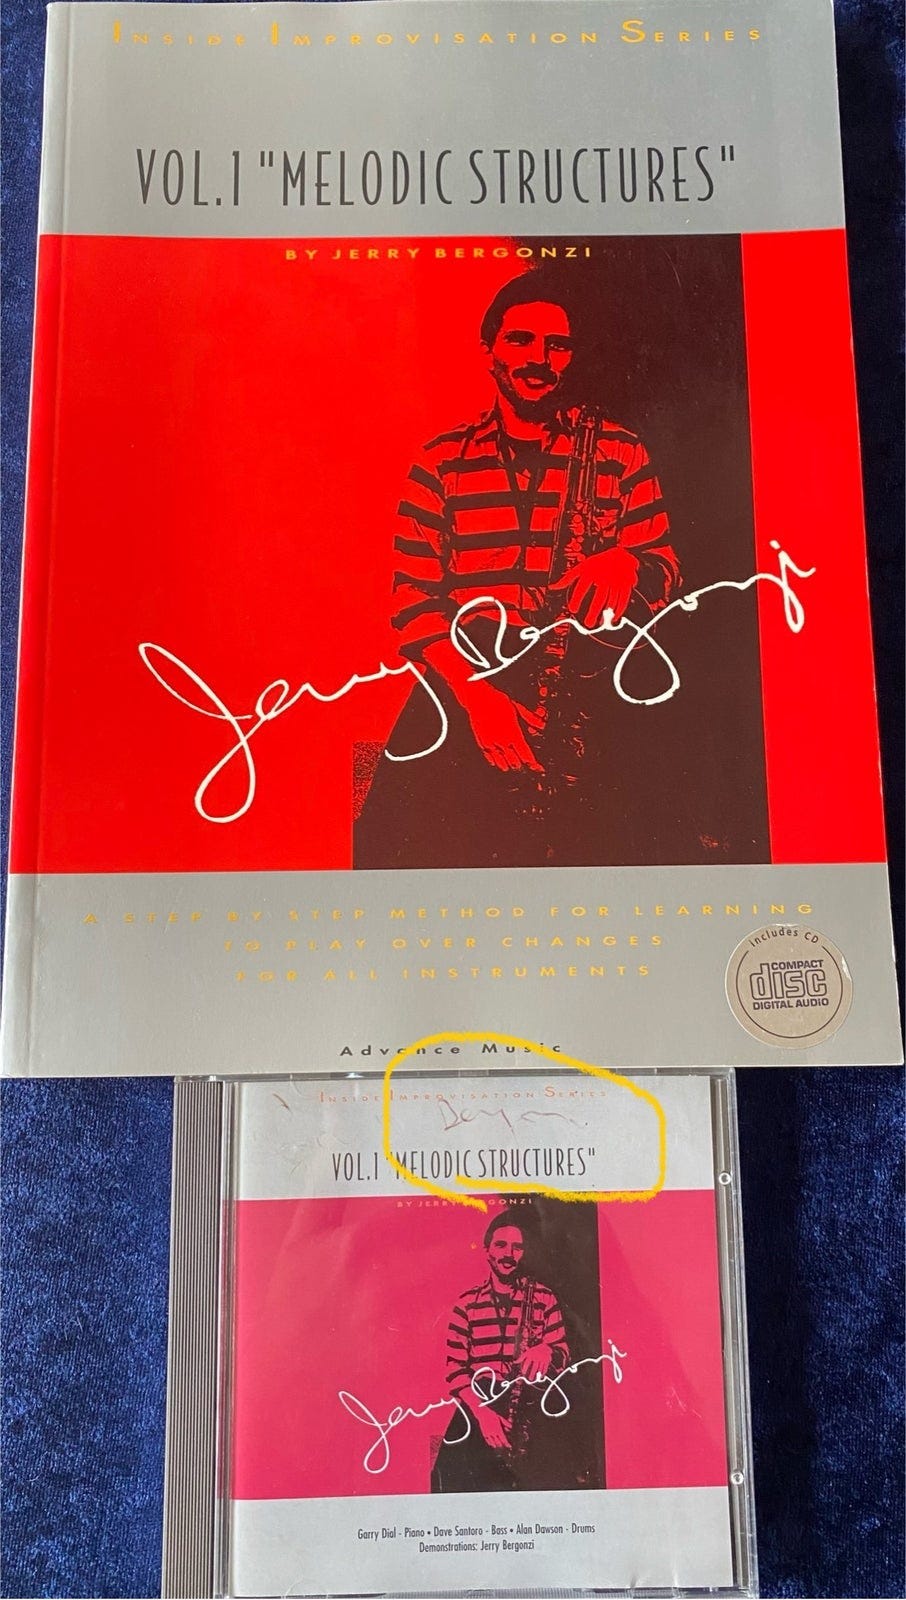 INSIDE IMPROVISATION SERIES
VOL.1 "MELODIC STRUCTURES"
BY JERRY BERGONZI
Jerry Bergonzi
A STEP BY STEP METHOD FOR LEARNING
TO PLAY OVER CHANGES
FOR ALL INSTRUMENTS
includes CD
COMPACT
disc
DIGITAL AUDIO
Advance Music
INSIDE IMPROVISATION SERIES
VOL.1 "MELODIC STRUCTURES"
BY JERRY BERGONZI
Jerry Bergonzi
Garry Dial - Piano • Dave Santoro - Bass • Alan Dawson - Drums
Demonstrations: Jerry Bergonzi